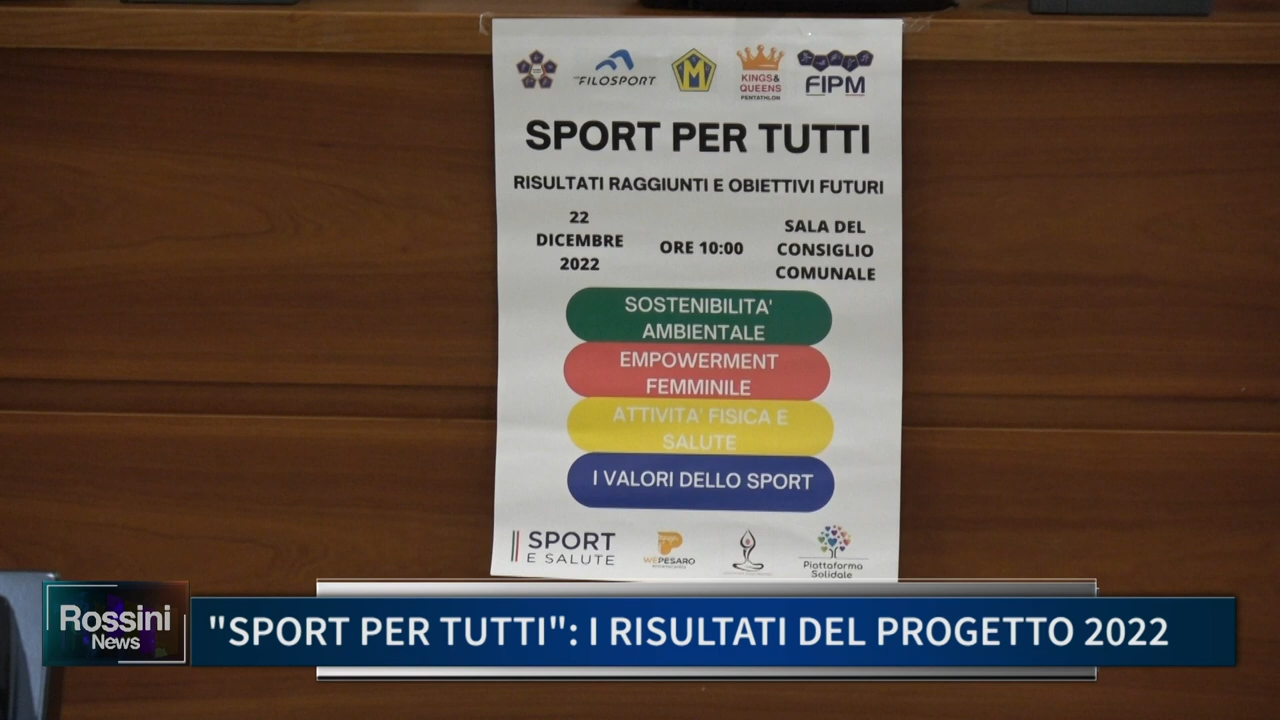 FILOSPORT
M
KINGS&
QUEENS
PENTATHLON
FIPM
SPORT PER TUTTI
RISULTATI RAGGIUNTI E OBIETTIVI FUTURI
22
DICEMBRE
2022
ORE 10:00
SALA DEL
CONSIGLIO
COMUNALE
SOSTENIBILITA'
AMBIENTALE
EMPOWERMENT
FEMMINILE
ATTIVITA' FISICA E
SALUTE
I VALORI DELLO SPORT
SPORT
E SALUTE
WEPESARO
Piattaforma
Solidale
Rossini
News
"SPORT PER TUTTI": I RISULTATI DEL PROGETTO 2022